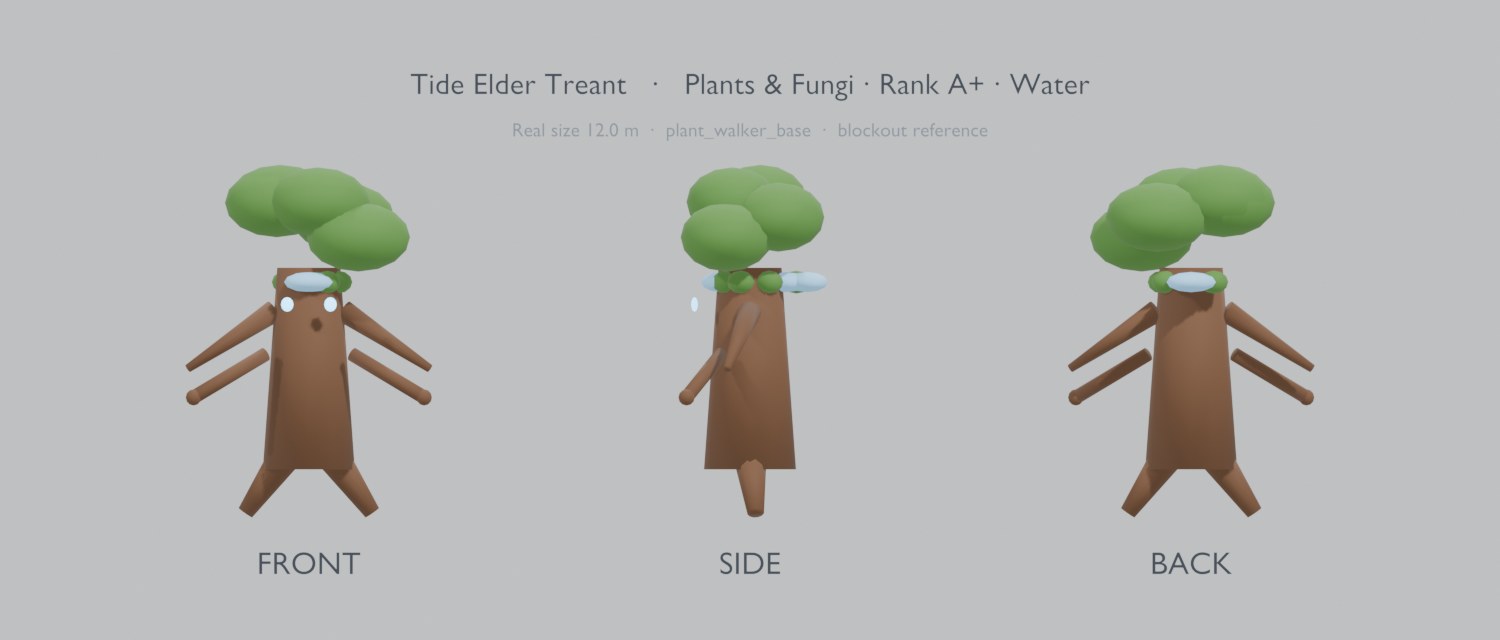 Tide Elder Treant · Plants & Fungi · Rank A+ · Water
Real size 12.0 m · plant_walker_base · blockout reference
FRONT
SIDE
BACK